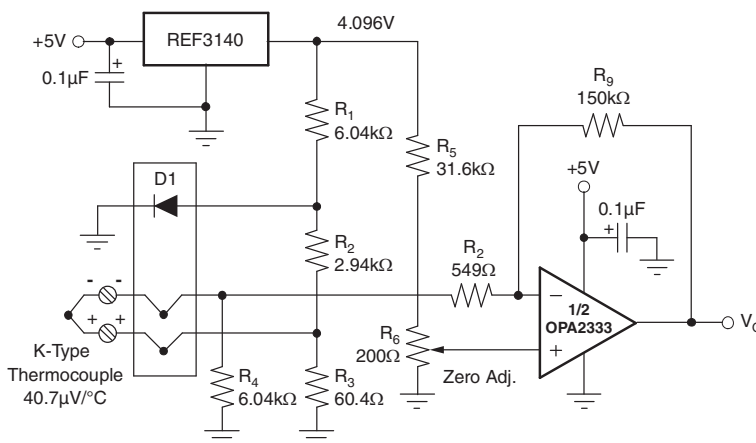 +5V
REF3140
4.096V
0.1μF
+
R1
6.04kΩ
R5
31.6kΩ
R9
150kΩ
+5V
0.1μF
+
D1
R2
2.94kΩ
R2
549Ω
- -
+ +
K-Type
Thermocouple
40.7μV/°C
R4
6.04kΩ
R3
60.4Ω
R6
200Ω
Zero Adj.
−
+
1/2
OPA2333